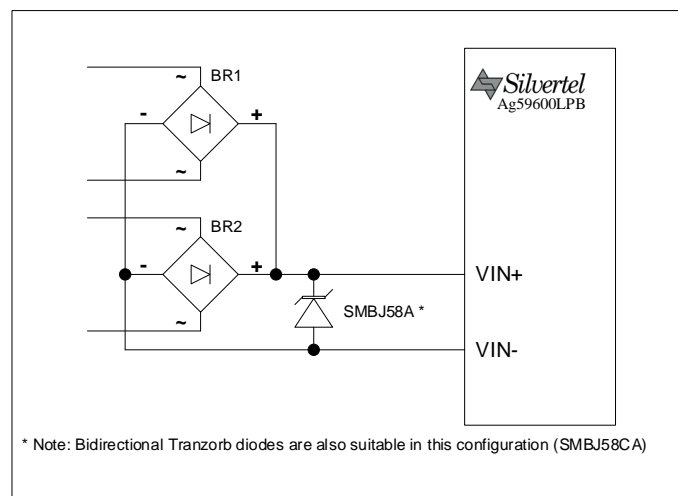 ~
BR1
-
+
~
~
BR2
-
+
~
Silvertel
Ag59600LPB
VIN+
SMBJ58A *
VIN-
* Note: Bidirectional Tranzorb diodes are also suitable in this configuration (SMBJ58CA)